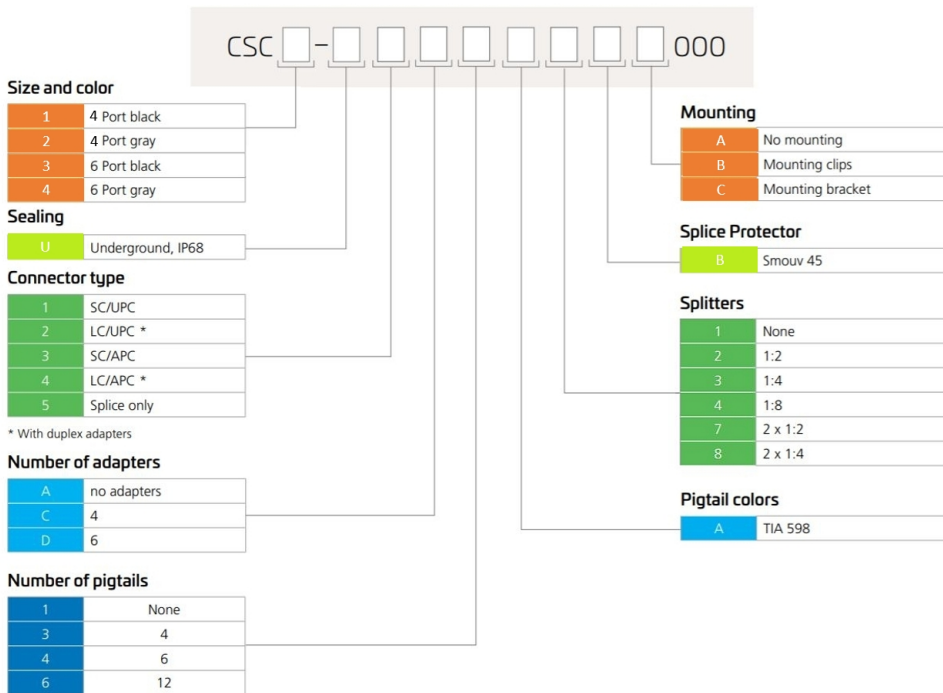 CSC - 000
Size and color
1 4 Port black
2 4 Port gray
3 6 Port black
4 6 Port gray
Sealing
U Underground, IP68
Connector type
1 SC/UPC
2 LC/UPC *
3 SC/APC
4 LC/APC *
5 Splice only
* With duplex adapters
Number of adapters
A no adapters
C 4
D 6
Number of pigtails
1 None
3 4
4 6
6 12
Mounting
A No mounting
B Mounting clips
C Mounting bracket
Splice Protector
B Smouv 45
Splitters
1 None
2 1:2
3 1:4
4 1:8
7 2 x 1:2
8 2 x 1:4
Pigtail colors
A TIA 598